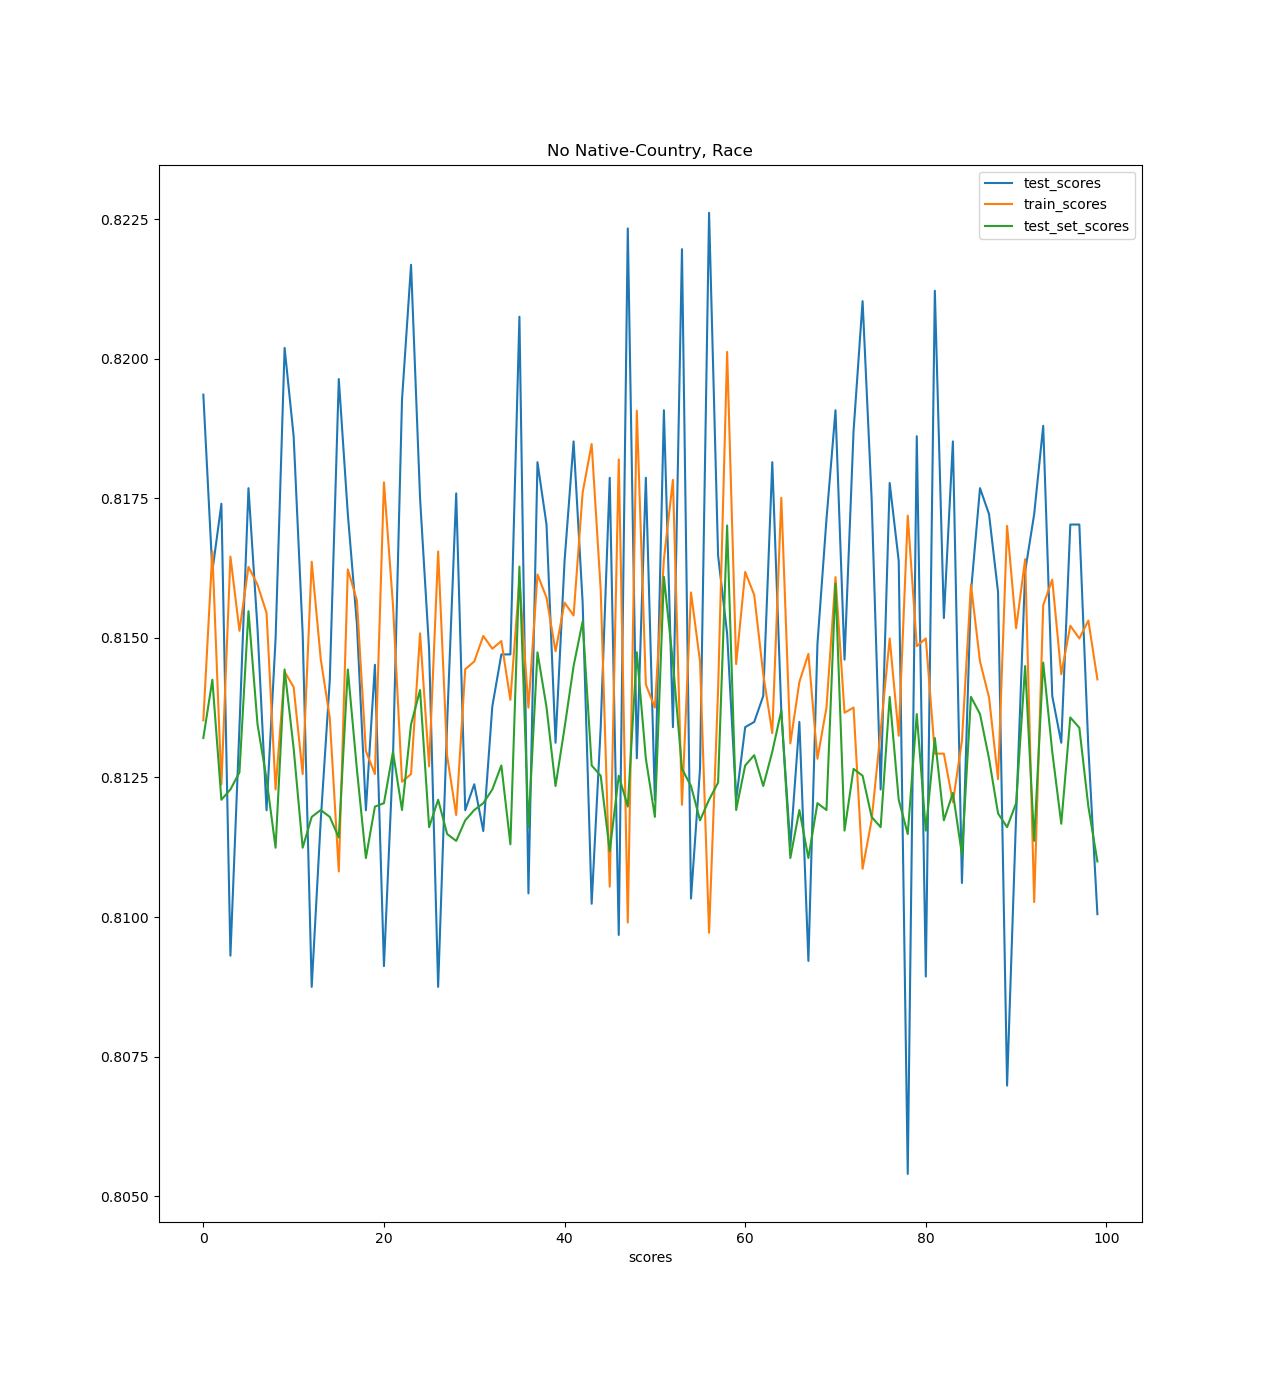 No Native-Country, Race
test_scores
train_scores
test_set_scores
0.8225
0.8200
0.8175
0.8150
0.8125
0.8100
0.8075
0.8050
0 20 40 60 80 100
scores